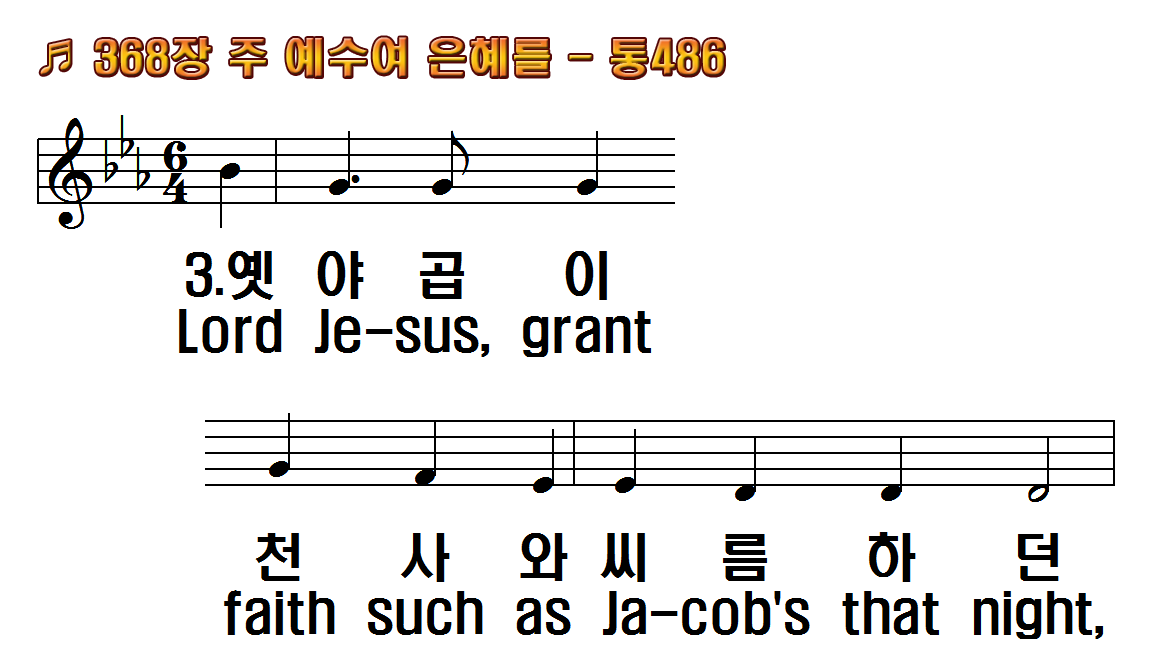 368장 주 예수여 은혜를 - 통486
6
4
3.옛 야 곱 이
Lord Je-sus, grant
천 사 와 씨 름 하 던
faith such as Ja-cob's that night,